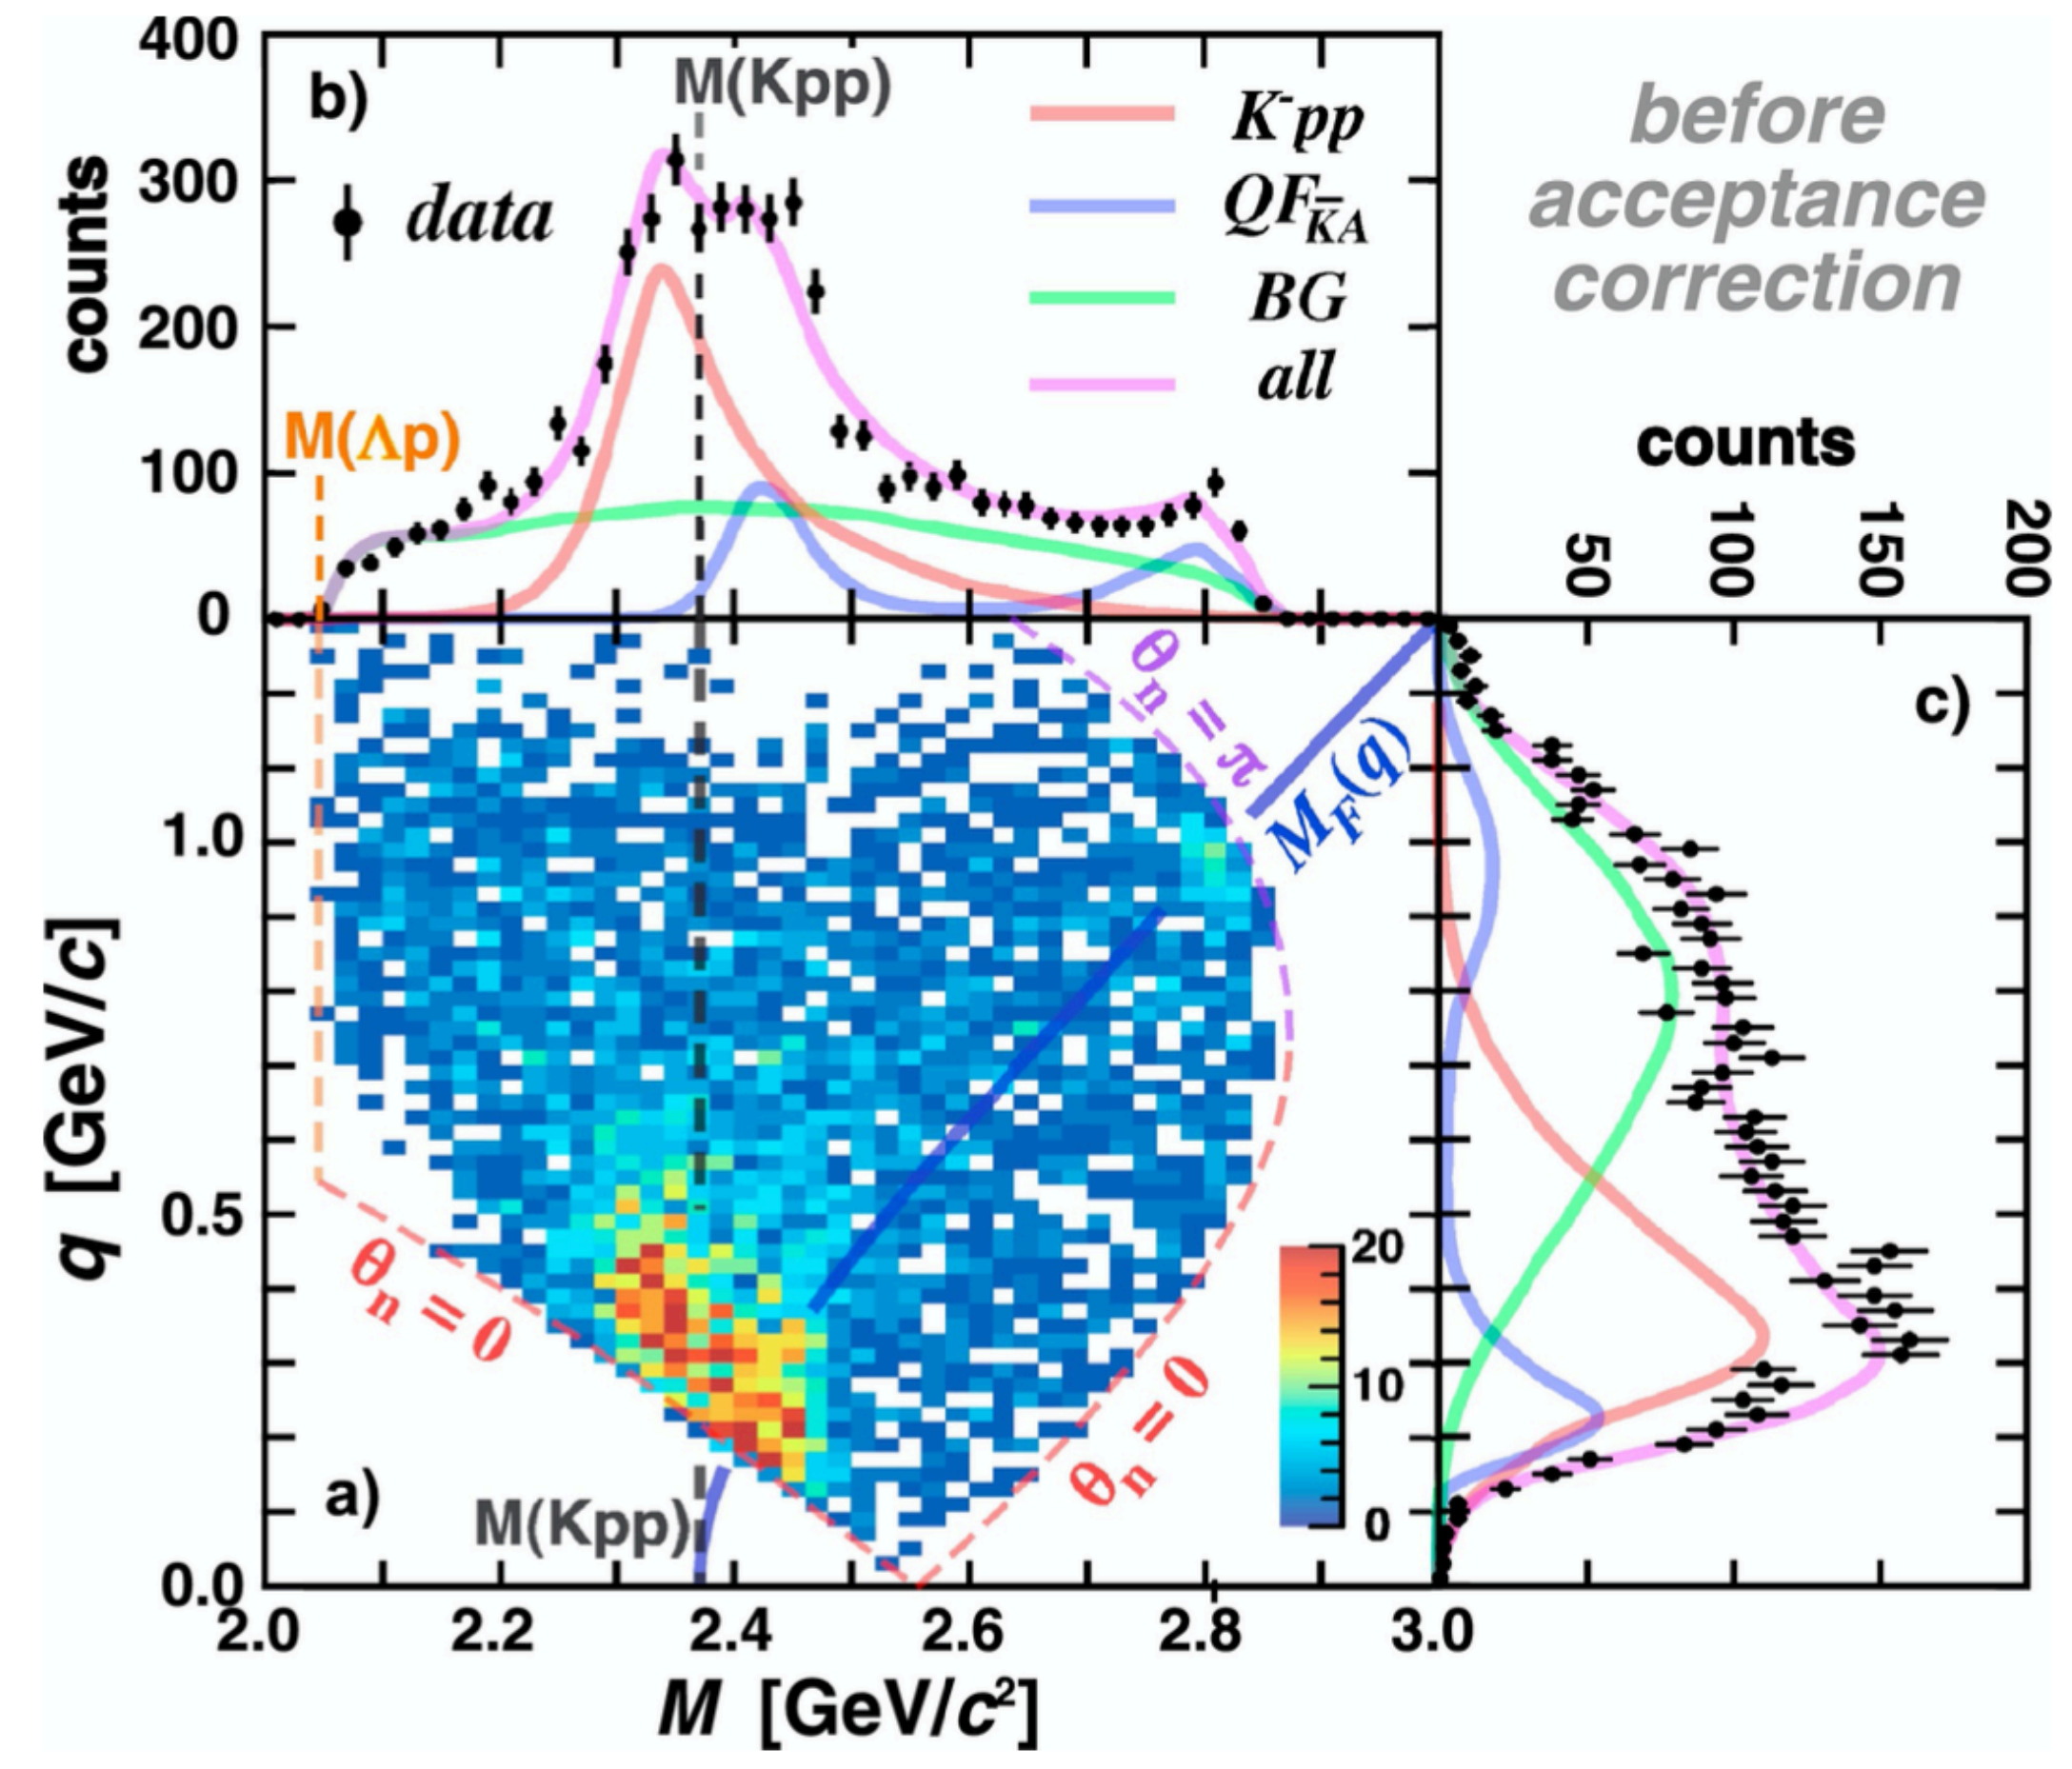 400
300
200
100
0
counts
b)
M(Kpp)
data
K⁻pp
QF_K̄A
BG
all
M(Λp)
before
acceptance
correction
counts
50
100
150
200
c)
θn = π
M_F(q)
1.0
0.5
0.0
q [GeV/c]
θn = 0
θn = 0
20
10
0
a)
M(Kpp)
2.0
2.2
2.4
2.6
2.8
3.0
M [GeV/c²]